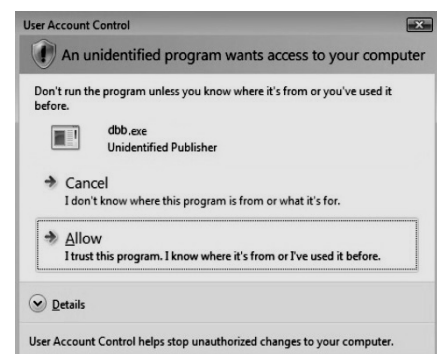 User Account Control
An unidentified program wants access to your computer
Don't run the program unless you know where it's from or you've used it
before.
dbb.exe
Unidentified Publisher
Cancel
I don't know where this program is from or what it's for.
Allow
I trust this program. I know where it's from or I've used it before.
Details
User Account Control helps stop unauthorized changes to your computer.